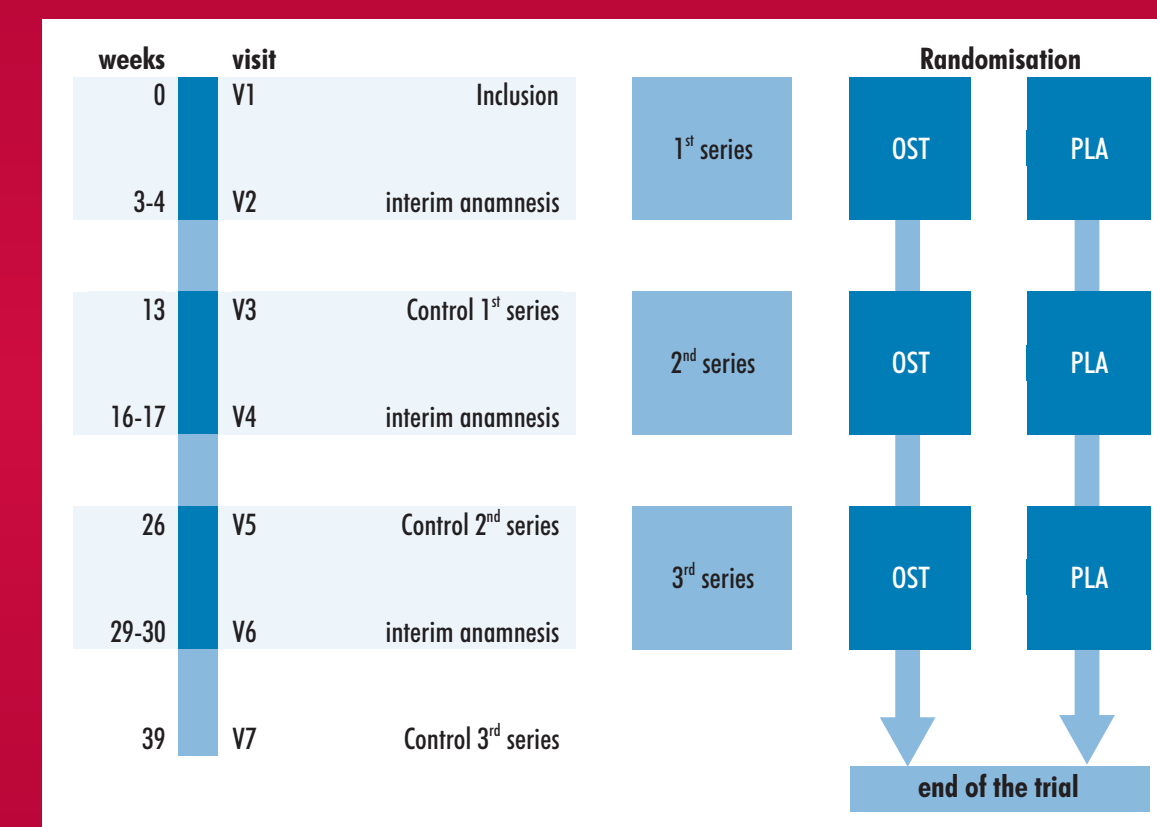 weeks visit Randomisation
0 V1 Inclusion
1st series OST PLA
3-4 V2 interim anamnesis
13 V3 Control 1st series
2nd series OST PLA
16-17 V4 interim anamnesis
26 V5 Control 2nd series
3rd series OST PLA
29-30 V6 interim anamnesis
39 V7 Control 3rd series
end of the trial